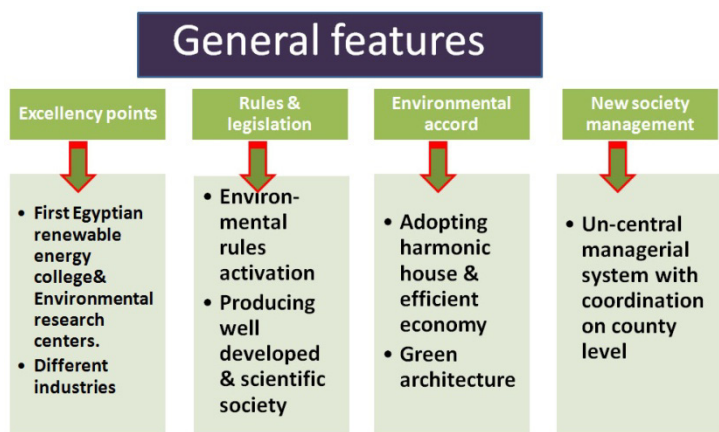 General features
Excellency points
Rules &
legislation
Environmental
accord
New society
management
• First Egyptian
renewable
energy
college&
Environmental
research
centers.
• Different
industries
• Environ-
mental
rules
activation
• Producing
well
developed
& scientific
society
• Adopting
harmonic
house &
efficient
economy
• Green
architecture
• Un-central
managerial
system with
coordination
on county
level